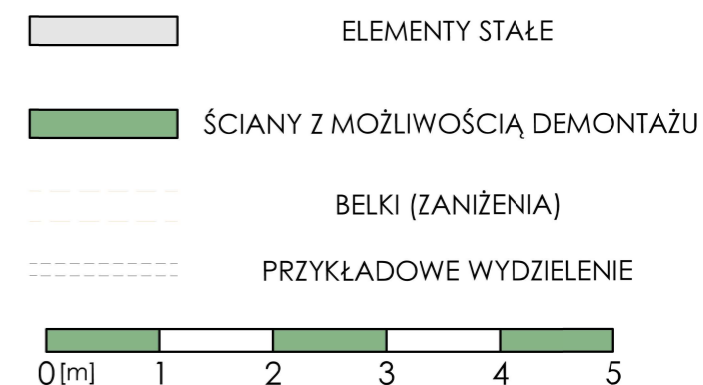 ELEMENTY STAŁE
ŚCIANY Z MOŻLIWOŚCIĄ DEMONTAŻU
BELKI (ZANIŻENIA)
PRZYKŁADOWE WYDZIELENIE
0 [m] 1 2 3 4 5